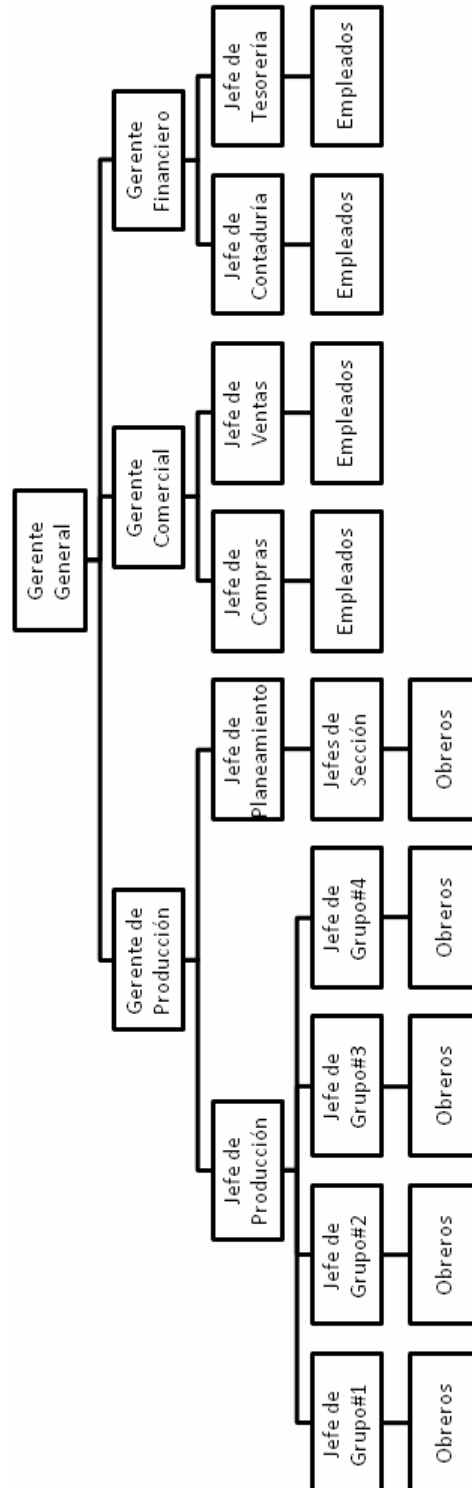 Gerente
General
Gerente de
Producción
Gerente
Comercial
Gerente
Financiero
Jefe de
Producción
Jefe de
Planeamiento
Jefe de
Compras
Jefe de
Ventas
Jefe de
Contaduría
Jefe de
Tesorería
Jefe de
Grupo#1
Jefe de
Grupo#2
Jefe de
Grupo#3
Jefe de
Grupo#4
Jefes de
Sección
Empleados
Empleados
Empleados
Empleados
Obreros
Obreros
Obreros
Obreros
Obreros